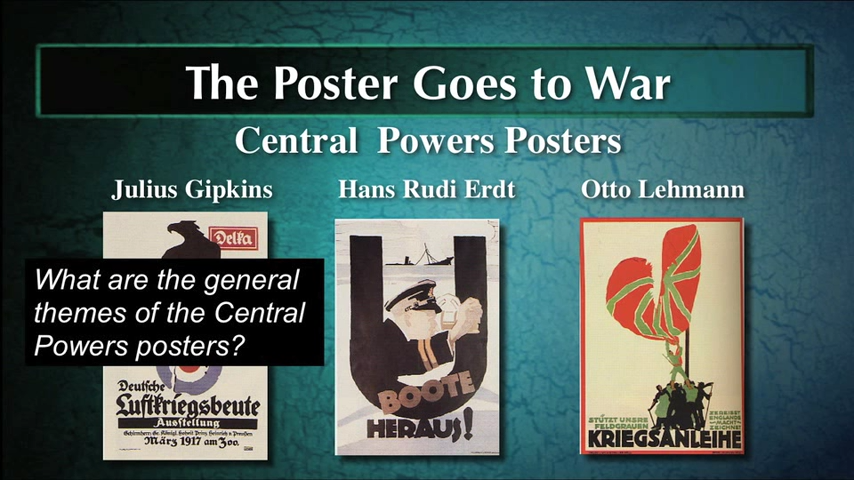 The Poster Goes to War
Central Powers Posters
Julius Gipkins
Hans Rudi Erdt
Otto Lehmann
Delka
What are the general
themes of the Central
Powers posters?
Deutsche
Luftkriegsbeute
Ausstellung
März 1917 am Zoo.
U
BOOTE
HERAUS!
STÜTZT UNSRE
FELDGRAUEN
ZERREISST
ENGLANDS
MACHT
ZEICHNET
KRIEGSANLEIHE